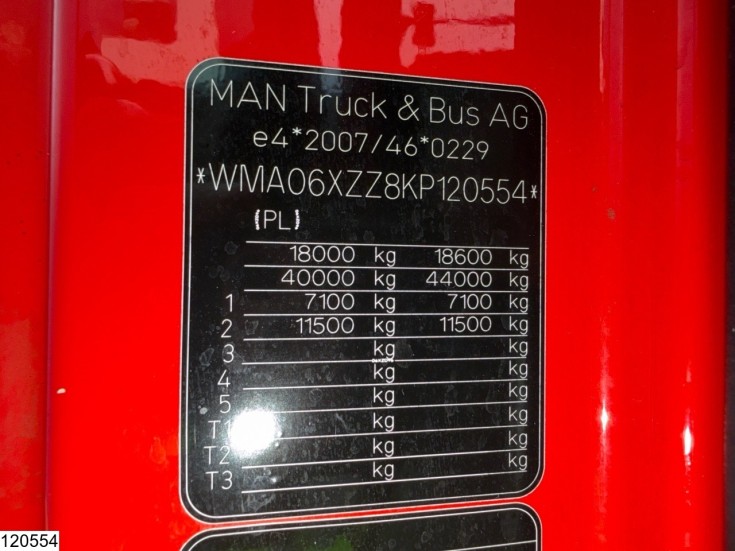 MAN Truck & Bus AG
e4*2007/46*0229
*WMA06XZZ8KP120554*
(PL)
18000 kg 18600 kg
40000 kg 44000 kg
1 7100 kg 7100 kg
2 11500 kg 11500 kg
3 kg kg
4 kg kg
5 kg kg
T1 kg kg
T2 kg kg
T3
120554